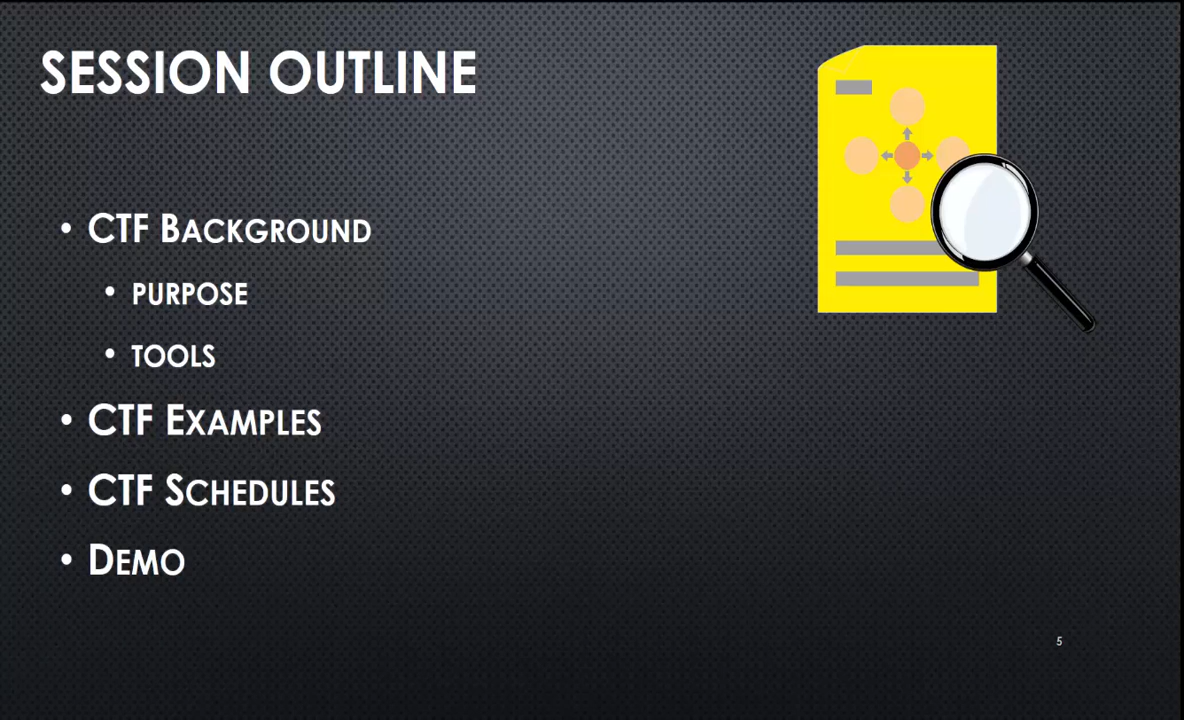 SESSION OUTLINE
• CTF BACKGROUND
• PURPOSE
• TOOLS
• CTF EXAMPLES
• CTF SCHEDULES
• DEMO
5